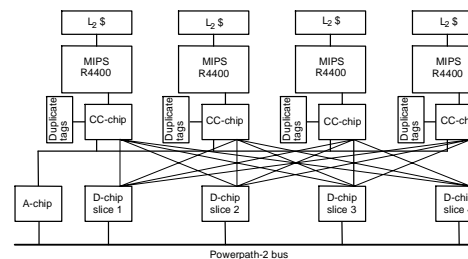 L2 $
L2 $
L2 $
L2 $
MIPS
R4400
MIPS
R4400
MIPS
R4400
MIPS
R4400
Duplicate
tags
CC-chip
Duplicate
tags
CC-chip
Duplicate
tags
CC-chip
Duplicate
tags
A-chip
D-chip
slice 1
D-chip
slice 2
D-chip
slice 3
D-chip
slice
Powerpath-2 bus